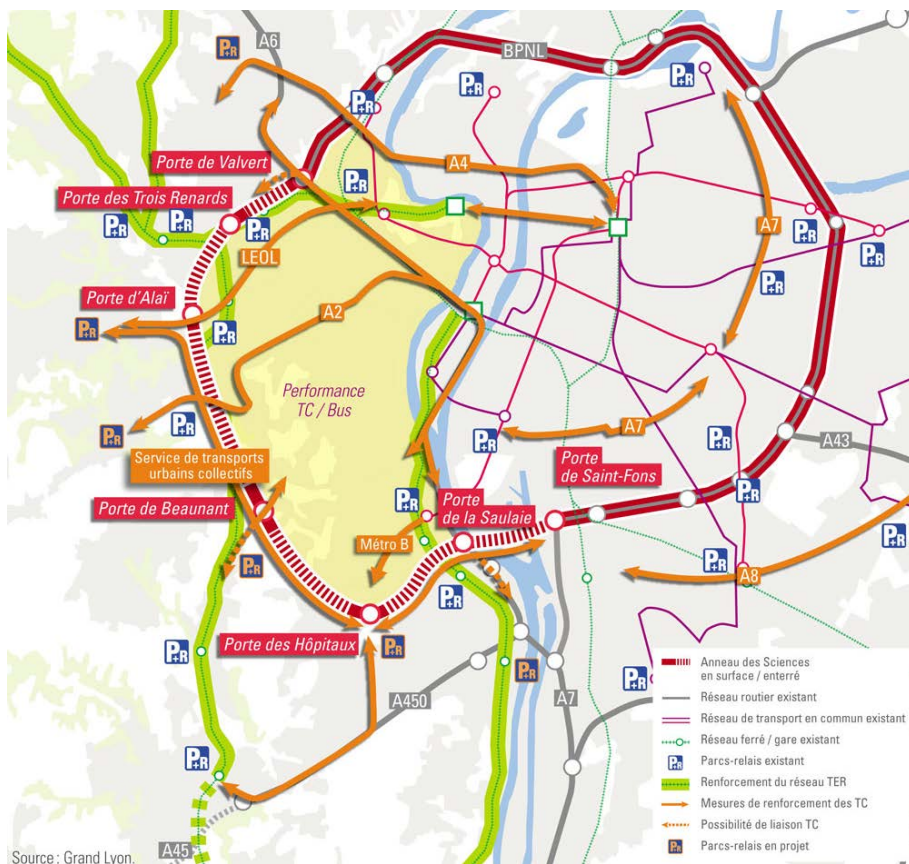 A6
P+R
BPNL
P+R
P+R
P+R
Porte de Valvert
A4
P+R
Porte des Trois Renards
P+R
P+R
P+R
P+R
A7
P+R
LEOL
Porte d'Alaï
P+R
A2
P+R
P+R
Performance
TC / Bus
P+R
P+R
P+R
A7
A43
Service de transports
urbains collectifs
Porte
de Saint-Fons
P+R
P+R
Porte de Beaunant
P+R
Porte
de la Saulaie
Métro B
P+R
P+R
P+R
A8
Porte des Hôpitaux
P+R
P+R
P+R
A450
A7
P+R
P+R
A45
Anneau des Sciences
en surface / enterré
Réseau routier existant
Réseau de transport en commun existant
Réseau ferré / gare existant
P+R
Parcs-relais existant
Renforcement du réseau TER
Mesures de renforcement des TC
Possibilité de liaison TC
P+R
Parcs-relais en projet
Source : Grand Lyon.